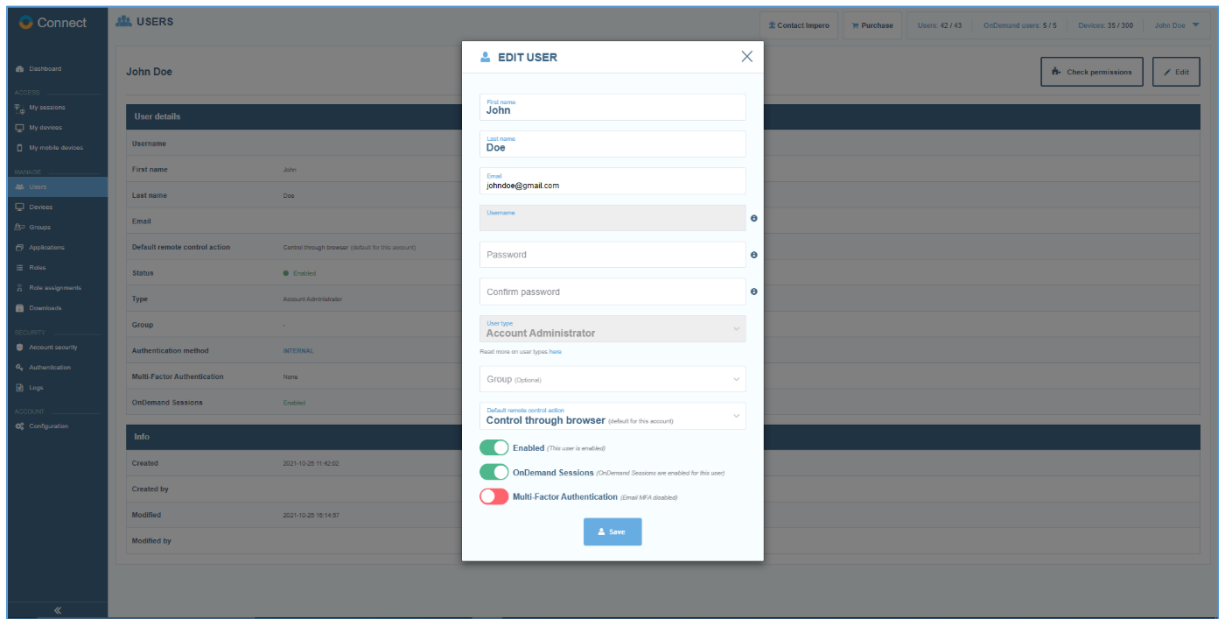 Connect
USERS
Contact Impero
Purchase
Users: 42 / 43
OnDemand users: 5 / 5
Devices: 35 / 300
John Doe
Dashboard
ACCESS
My sessions
My devices
My mobile devices
MANAGE
Users
Devices
Groups
Applications
Roles
Role assignments
Downloads
SECURITY
Account security
Authentication
Logs
ACCOUNT
Configuration
John Doe
Check permissions
Edit
User details
Username
First name John
Last name Doe
Email
Default remote control action Control through browser (default for this account)
Status Enabled
Type Account Administrator
Group -
Authentication method INTERNAL
Multi-Factor Authentication None
OnDemand Sessions Enabled
Info
Created 2021-10-25 11:42:02
Created by
Modified 2021-10-25 18:14:57
Modified by
EDIT USER
First name
John
Last name
Doe
Email
johndoe@gmail.com
Username
Password
Confirm password
User type
Account Administrator
Read more on user types here
Group (Optional)
Default remote control action
Control through browser (default for this account)
Enabled (This user is enabled)
OnDemand Sessions (OnDemand Sessions are enabled for this user)
Multi-Factor Authentication (Email MFA disabled)
Save